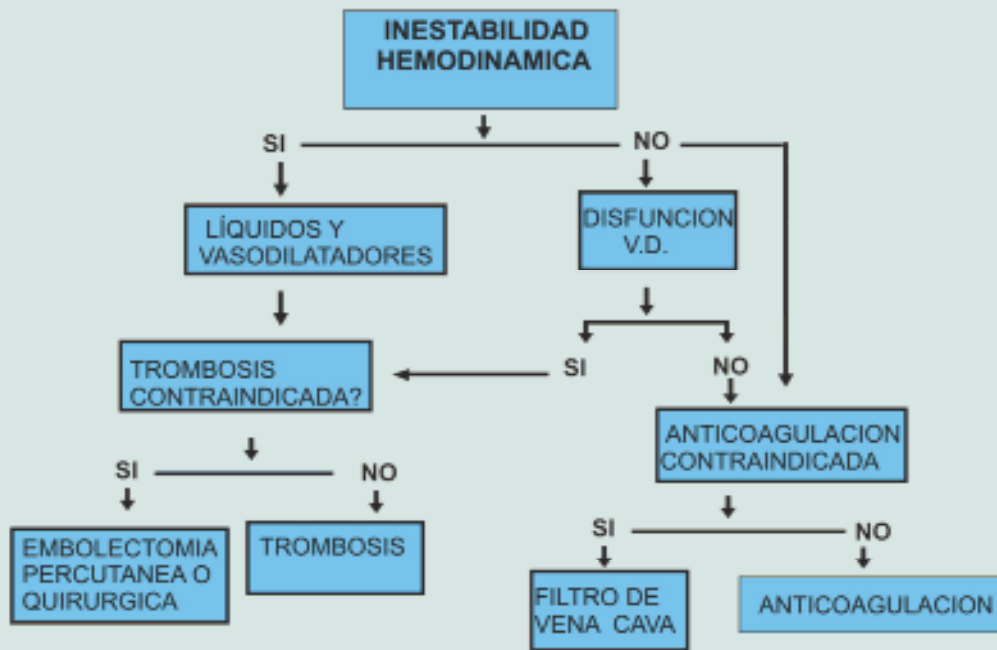 INESTABILIDAD
HEMODINAMICA
SI
NO
LÍQUIDOS Y
VASODILATADORES
DISFUNCION
V.D.
TROMBOSIS
CONTRAINDICADA?
SI
NO
ANTICOAGULACION
CONTRAINDICADA
SI
NO
EMBOLECTOMIA
PERCUTANEA O
QUIRURGICA
TROMBOSIS
SI
NO
FILTRO DE
VENA CAVA
ANTICOAGULACION